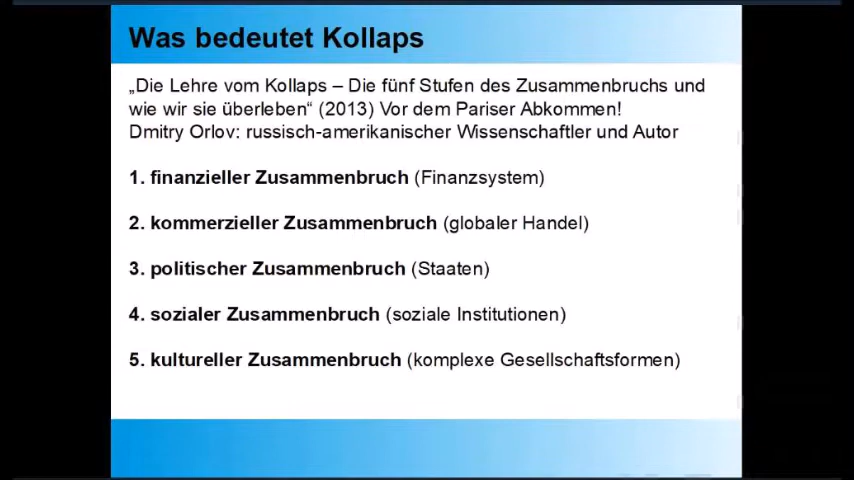 Was bedeutet Kollaps
„Die Lehre vom Kollaps – Die fünf Stufen des Zusammenbruchs und
wie wir sie überleben“ (2013) Vor dem Pariser Abkommen!
Dmitry Orlov: russisch-amerikanischer Wissenschaftler und Autor
1. finanzieller Zusammenbruch (Finanzsystem)
2. kommerzieller Zusammenbruch (globaler Handel)
3. politischer Zusammenbruch (Staaten)
4. sozialer Zusammenbruch (soziale Institutionen)
5. kultureller Zusammenbruch (komplexe Gesellschaftsformen)